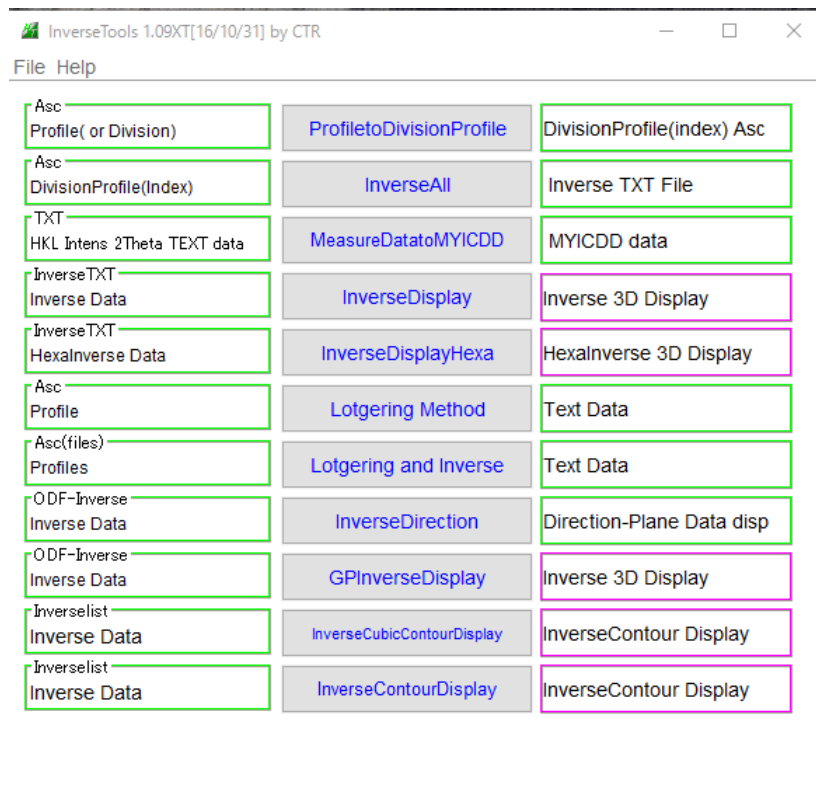 InverseTools 1.09XT[16/10/31] by CTR
File Help
Asc
Profile( or Division) ProfiletoDivisionProfile DivisionProfile(index) Asc
Asc
DivisionProfile(Index) InverseAll Inverse TXT File
TXT
HKL Intens 2Theta TEXT data MeasureDatatoMYICDD MYICDD data
InverseTXT
Inverse Data InverseDisplay Inverse 3D Display
InverseTXT
HexaInverse Data InverseDisplayHexa HexaInverse 3D Display
Asc
Profile Lotgering Method Text Data
Asc(files)
Profiles Lotgering and Inverse Text Data
ODF-Inverse
Inverse Data InverseDirection Direction-Plane Data disp
ODF-Inverse
Inverse Data GPInverseDisplay Inverse 3D Display
Inverselist
Inverse Data InverseCubicContourDisplay InverseContour Display
Inverselist
Inverse Data InverseContourDisplay InverseContour Display